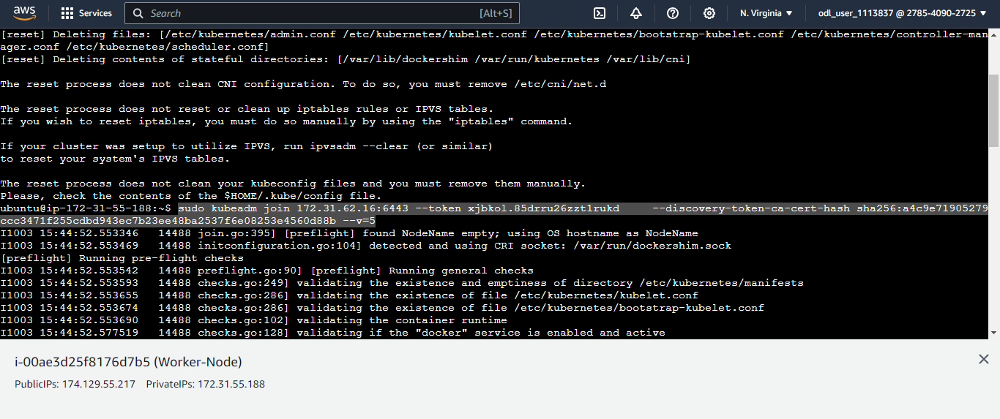 aws Services Search [Alt+S] N. Virginia odl_user_1113837 @ 2785-4090-2725
[reset] Deleting files: [/etc/kubernetes/admin.conf /etc/kubernetes/kubelet.conf /etc/kubernetes/bootstrap-kubelet.conf /etc/kubernetes/controller-man
ager.conf /etc/kubernetes/scheduler.conf]
[reset] Deleting contents of stateful directories: [/var/lib/dockershim /var/run/kubernetes /var/lib/cni]
The reset process does not clean CNI configuration. To do so, you must remove /etc/cni/net.d
The reset process does not reset or clean up iptables rules or IPVS tables.
If you wish to reset iptables, you must do so manually by using the "iptables" command.
If your cluster was setup to utilize IPVS, run ipvsadm --clear (or similar)
to reset your system's IPVS tables.
The reset process does not clean your kubeconfig files and you must remove them manually.
Please, check the contents of the $HOME/.kube/config file.
ubuntu@ip-172-31-55-188:~$ sudo kubeadm join 172.31.62.16:6443 --token xjbkol.85drru26zzt1rukd     --discovery-token-ca-cert-hash sha256:a4c9e71905279
ccc3471f255cdbd943ec7b23ee48ba2537f6e08253e4560d88b --v=5
I1003 15:44:52.553346   14488 join.go:395] [preflight] found NodeName empty; using OS hostname as NodeName
I1003 15:44:52.553469   14488 initconfiguration.go:104] detected and using CRI socket: /var/run/dockershim.sock
[preflight] Running pre-flight checks
I1003 15:44:52.553542   14488 preflight.go:90] [preflight] Running general checks
I1003 15:44:52.553593   14488 checks.go:249] validating the existence and emptiness of directory /etc/kubernetes/manifests
I1003 15:44:52.553655   14488 checks.go:286] validating the existence of file /etc/kubernetes/kubelet.conf
I1003 15:44:52.553674   14488 checks.go:286] validating the existence of file /etc/kubernetes/bootstrap-kubelet.conf
I1003 15:44:52.553690   14488 checks.go:102] validating the container runtime
I1003 15:44:52.577519   14488 checks.go:128] validating if the "docker" service is enabled and active
i-00ae3d25f8176d7b5 (Worker-Node)
PublicIPs: 174.129.55.217 PrivateIPs: 172.31.55.188